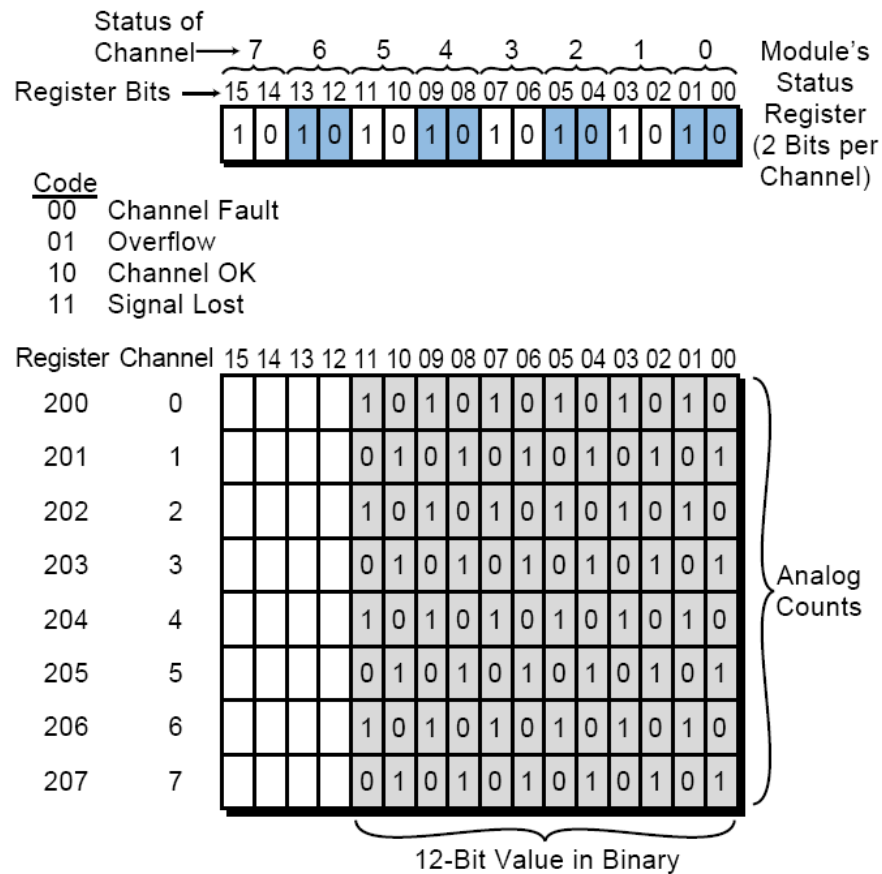 Status of
Channel 7 6 5 4 3 2 1 0
Register Bits 15 14 13 12 11 10 09 08 07 06 05 04 03 02 01 00
1 0 1 0 1 0 1 0 1 0 1 0 1 0 1 0
Module's
Status
Register
(2 Bits per
Channel)
Code
00 Channel Fault
01 Overflow
10 Channel OK
11 Signal Lost
Register Channel 15 14 13 12 11 10 09 08 07 06 05 04 03 02 01 00
200 0 1 0 1 0 1 0 1 0 1 0 1 0
201 1 0 1 0 1 0 1 0 1 0 1 0 1
202 2 1 0 1 0 1 0 1 0 1 0 1 0
203 3 0 1 0 1 0 1 0 1 0 1 0 1
204 4 1 0 1 0 1 0 1 0 1 0 1 0
205 5 0 1 0 1 0 1 0 1 0 1 0 1
206 6 1 0 1 0 1 0 1 0 1 0 1 0
207 7 0 1 0 1 0 1 0 1 0 1 0 1
Analog
Counts
12-Bit Value in Binary